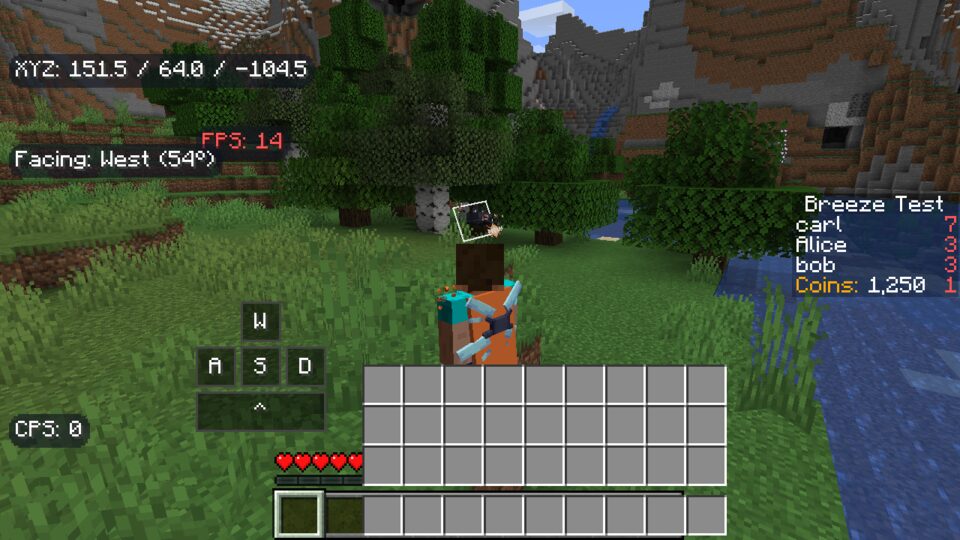 XYZ: 151.5 / 64.0 / -104.5
FPS: 14
Facing: West (54°)
Breeze Test
carl 7
Alice 3
bob 3
Coins: 1,250 1
W
A S D
^
CPS: 0